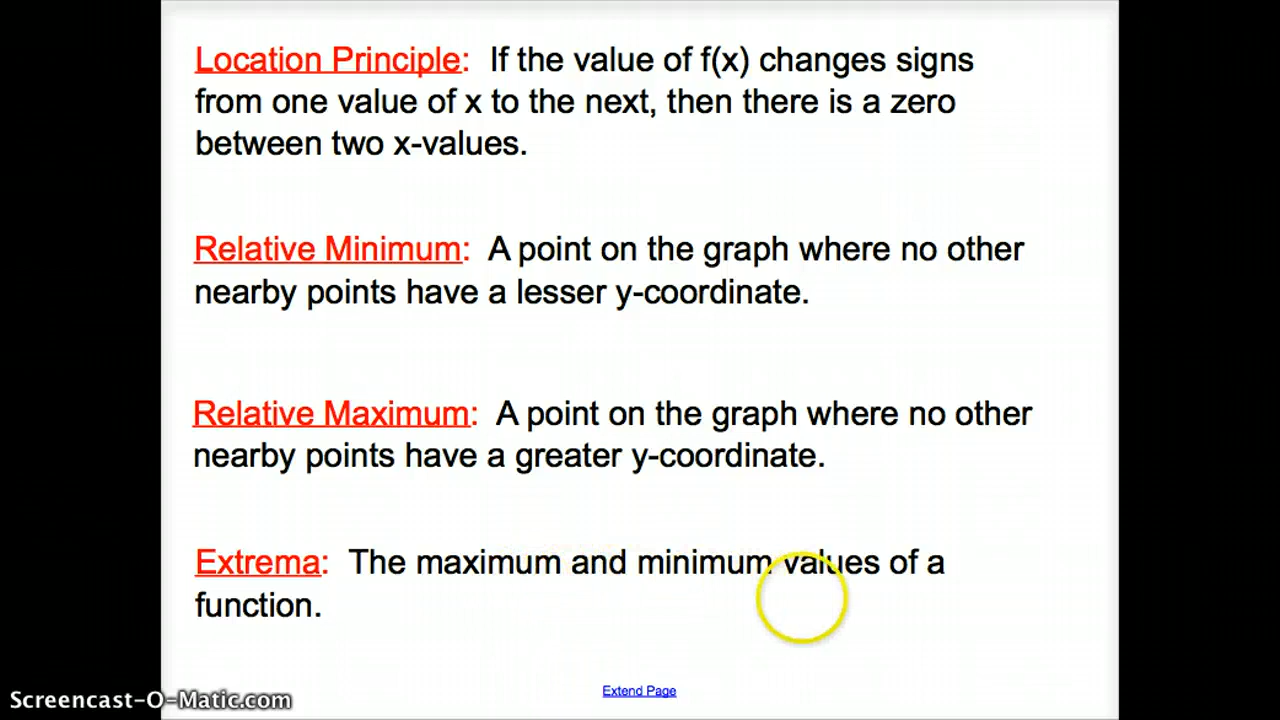 Location Principle:  If the value of f(x) changes signs
from one value of x to the next, then there is a zero
between two x-values.
Relative Minimum:  A point on the graph where no other
nearby points have a lesser y-coordinate.
Relative Maximum:  A point on the graph where no other
nearby points have a greater y-coordinate.
Extrema:  The maximum and minimum values of a
function.
Extend Page
Screencast-O-Matic.com